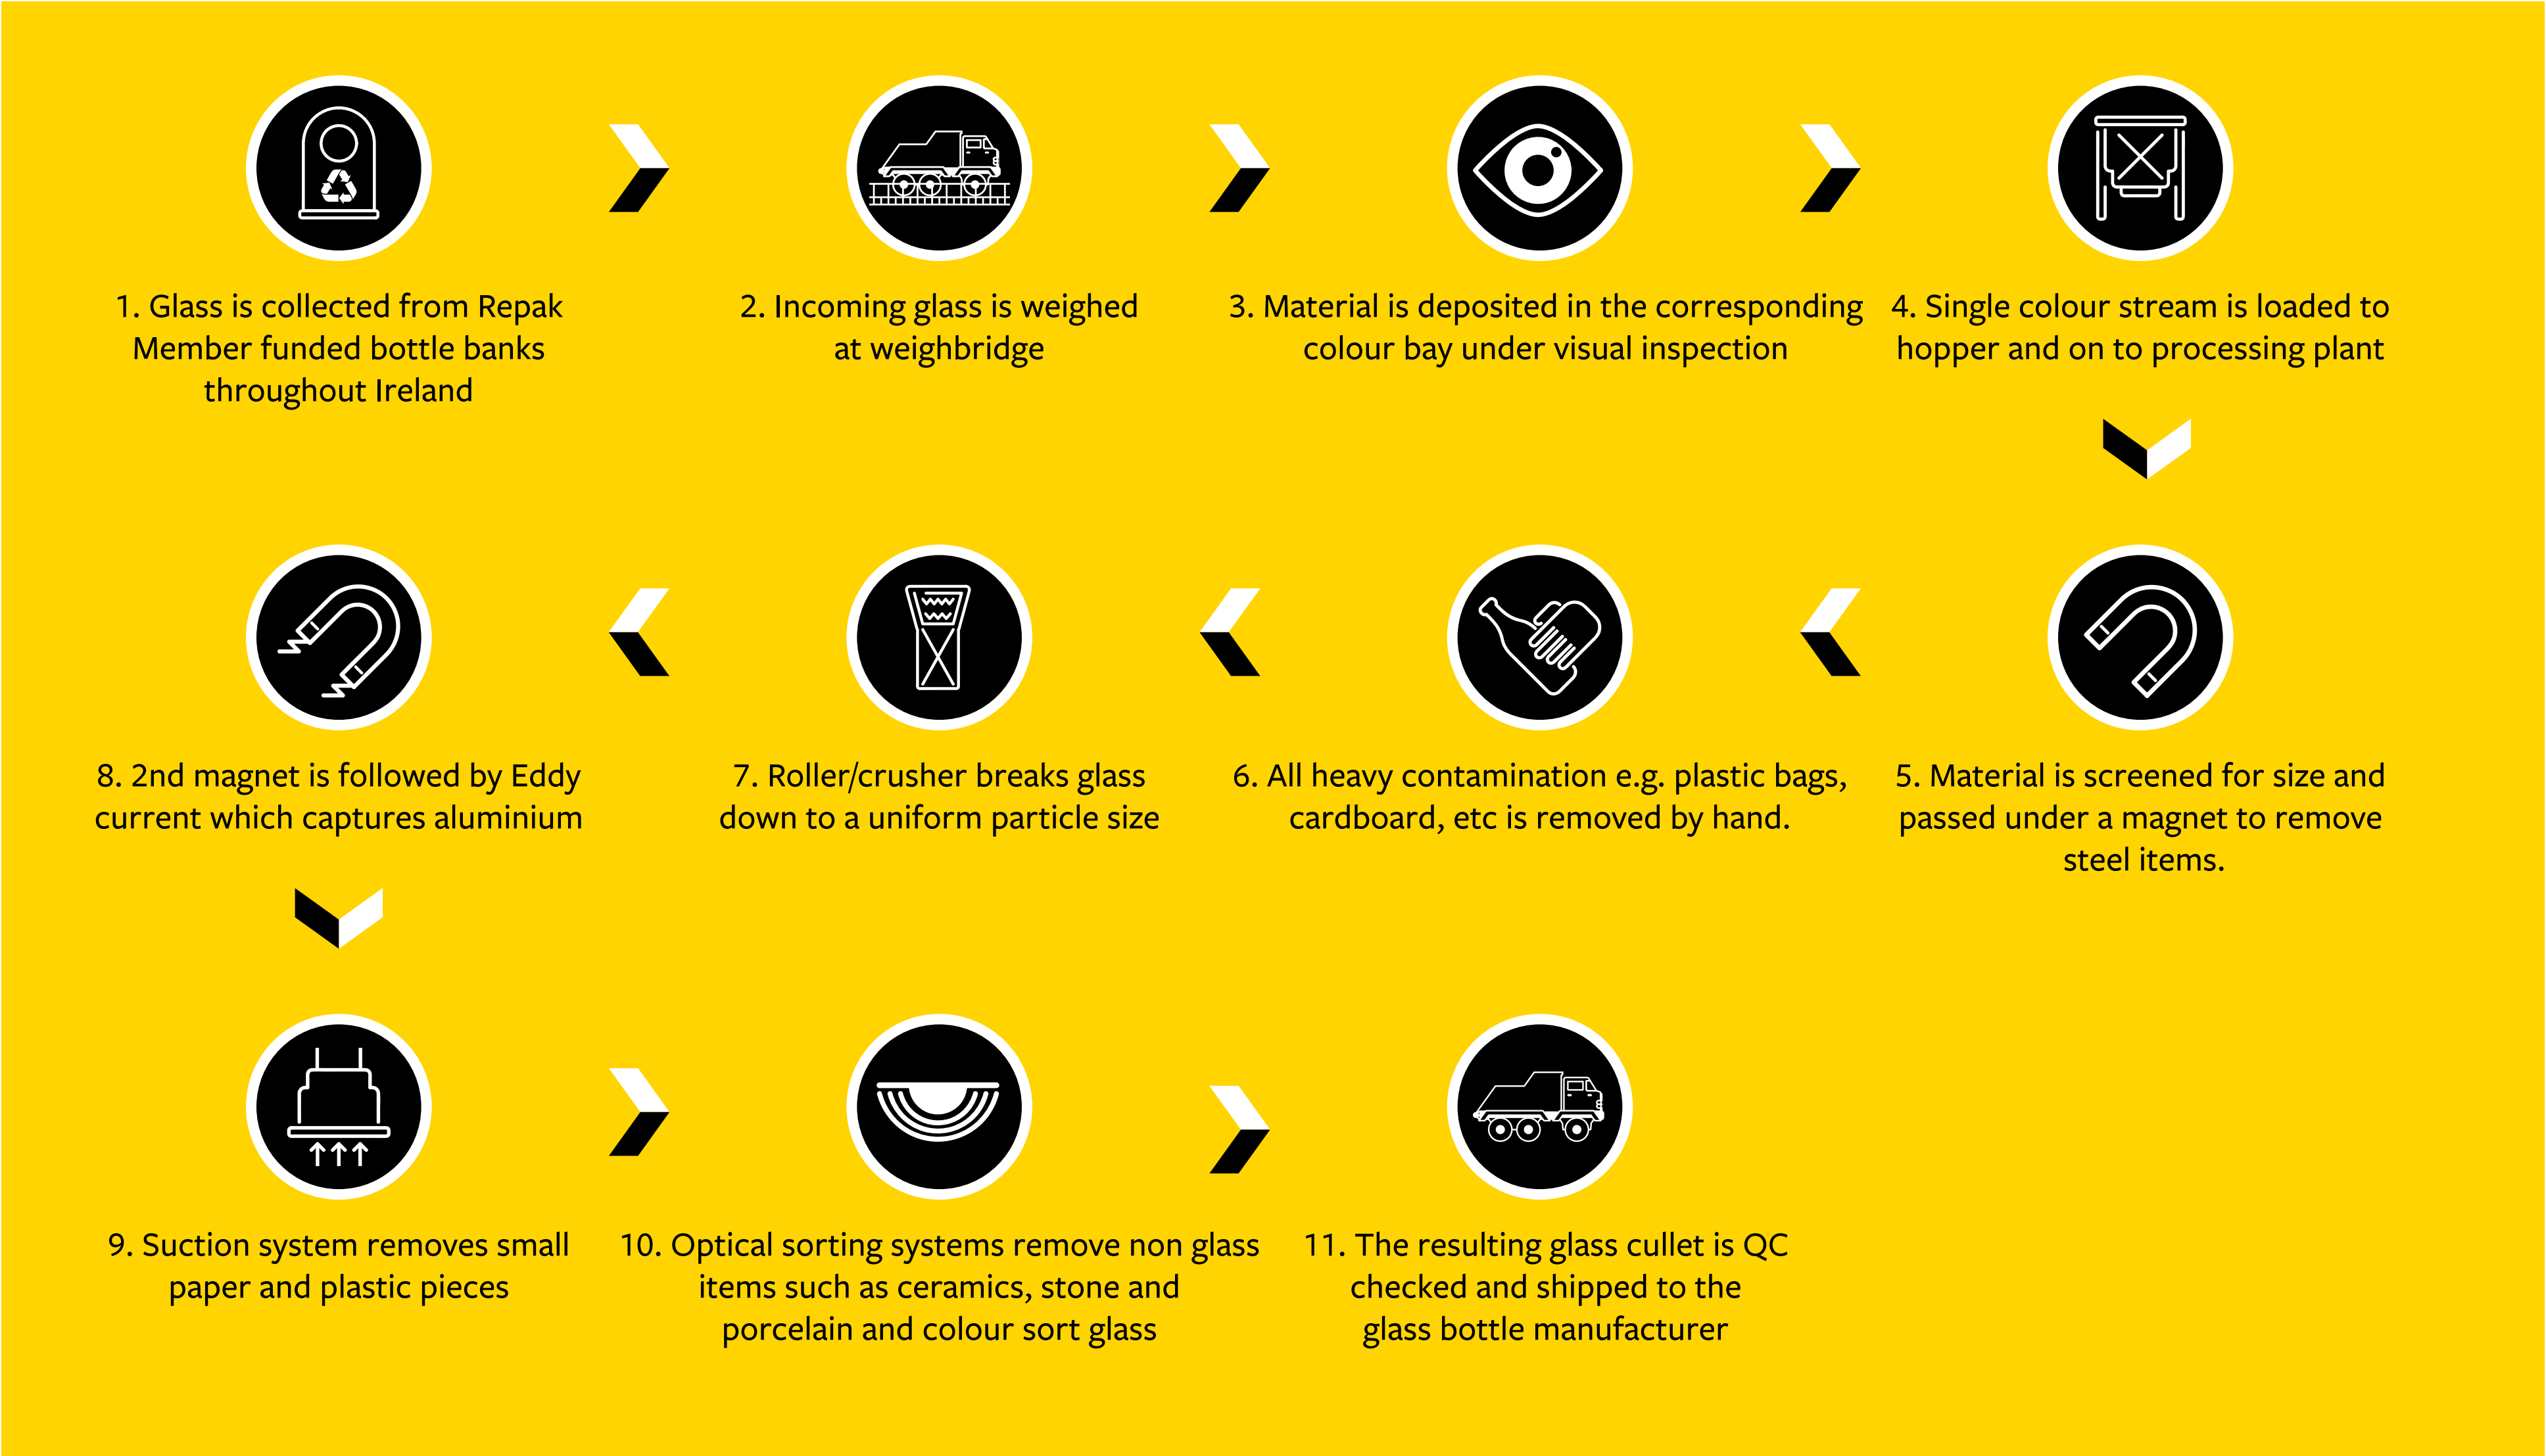 1. Glass is collected from Repak
Member funded bottle banks
throughout Ireland
2. Incoming glass is weighed
at weighbridge
3. Material is deposited in the corresponding
colour bay under visual inspection
4. Single colour stream is loaded to
hopper and on to processing plant
5. Material is screened for size and
passed under a magnet to remove
steel items.
6. All heavy contamination e.g. plastic bags,
cardboard, etc is removed by hand.
7. Roller/crusher breaks glass
down to a uniform particle size
8. 2nd magnet is followed by Eddy
current which captures aluminium
9. Suction system removes small
paper and plastic pieces
10. Optical sorting systems remove non glass
items such as ceramics, stone and
porcelain and colour sort glass
11. The resulting glass cullet is QC
checked and shipped to the
glass bottle manufacturer